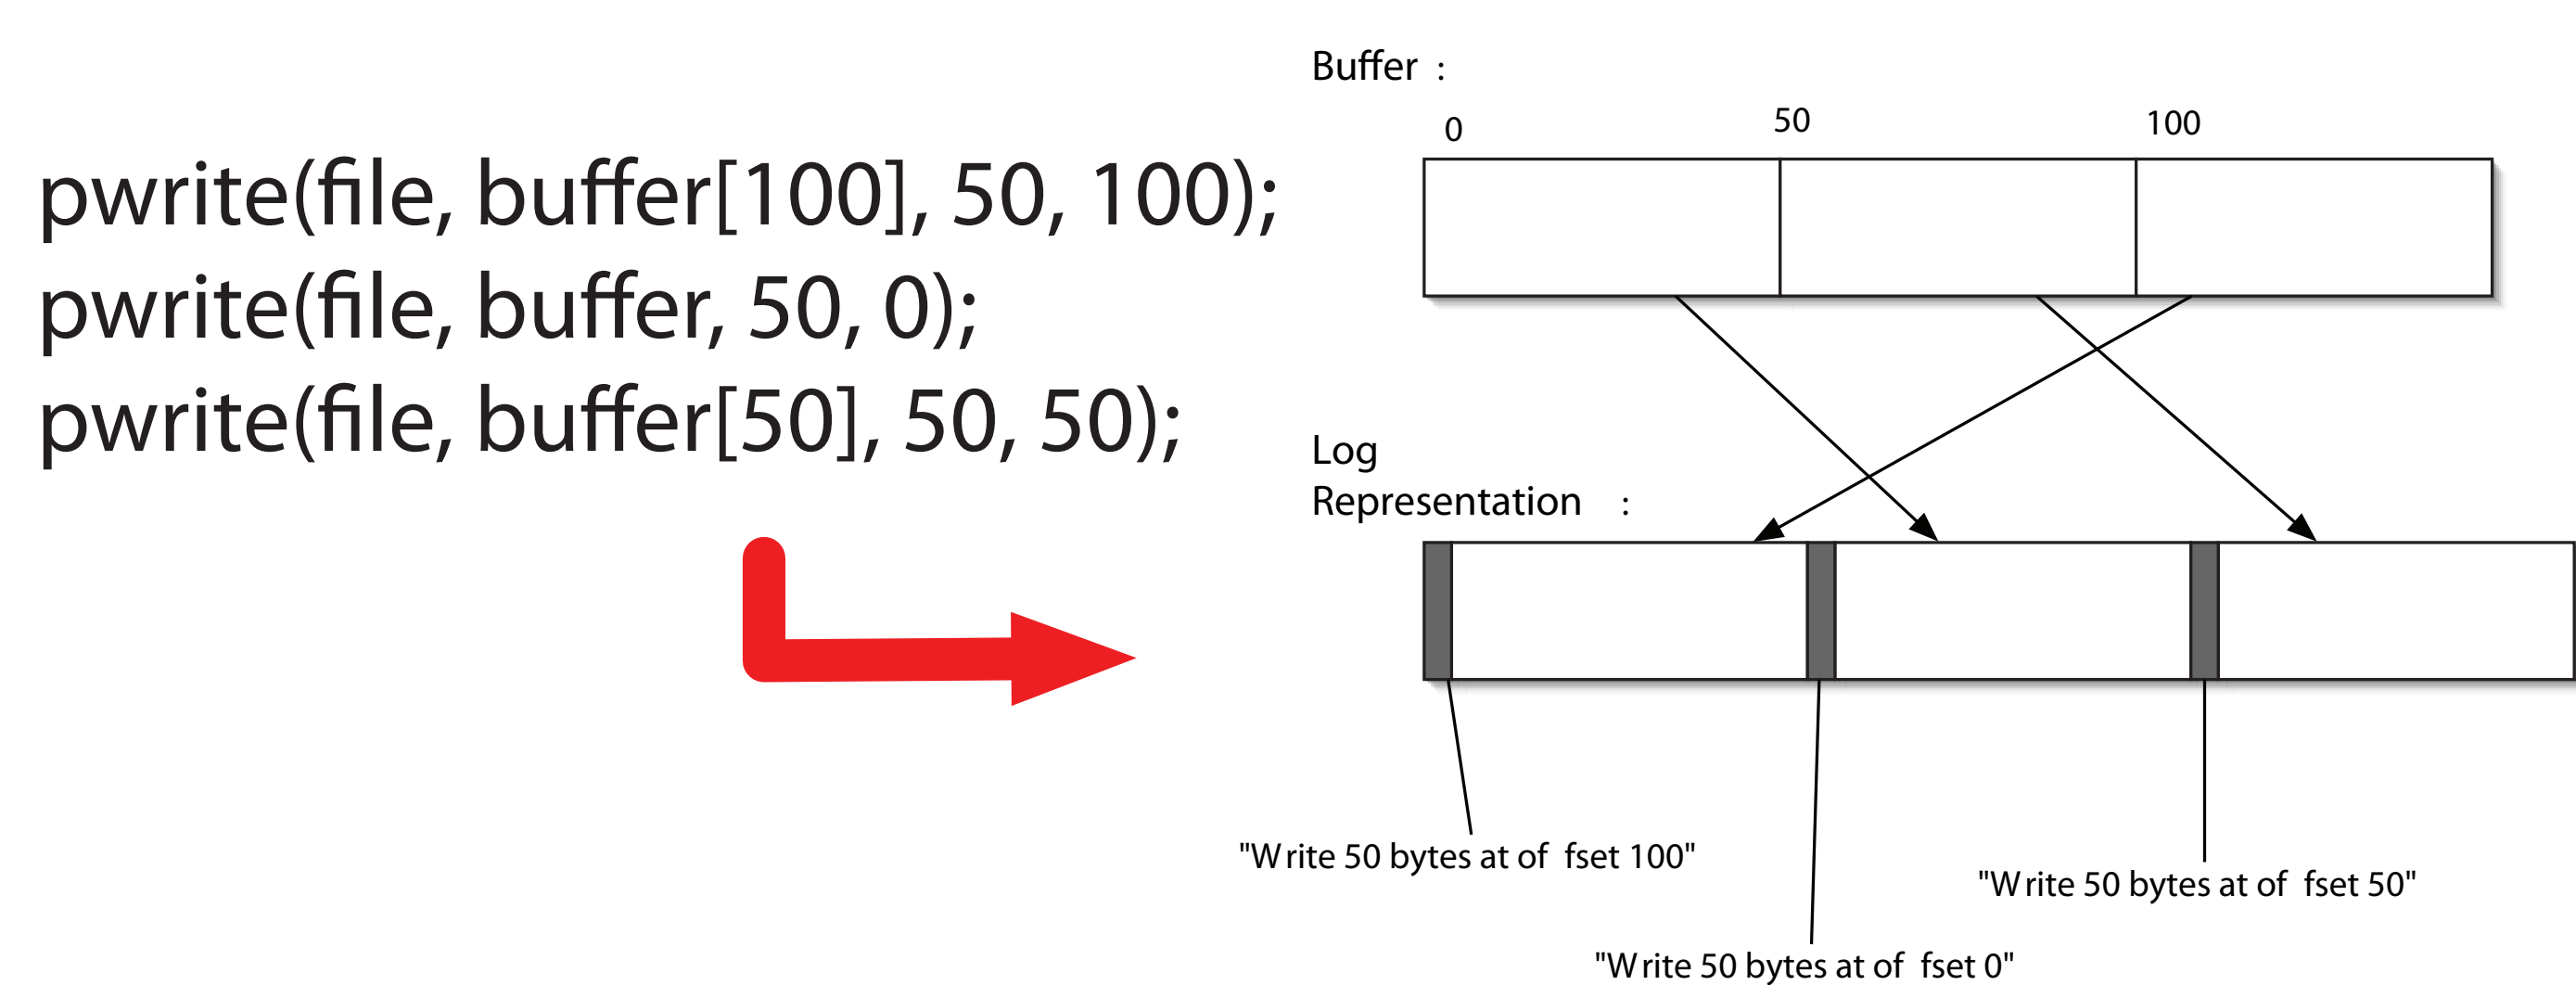 pwrite(file, buffer[100], 50, 100);
pwrite(file, buffer, 50, 0);
pwrite(file, buffer[50], 50, 50);
Buffer :
0 50 100
Log
Representation :
"Write 50 bytes at of fset 100"
"Write 50 bytes at of fset 50"
"Write 50 bytes at of fset 0"